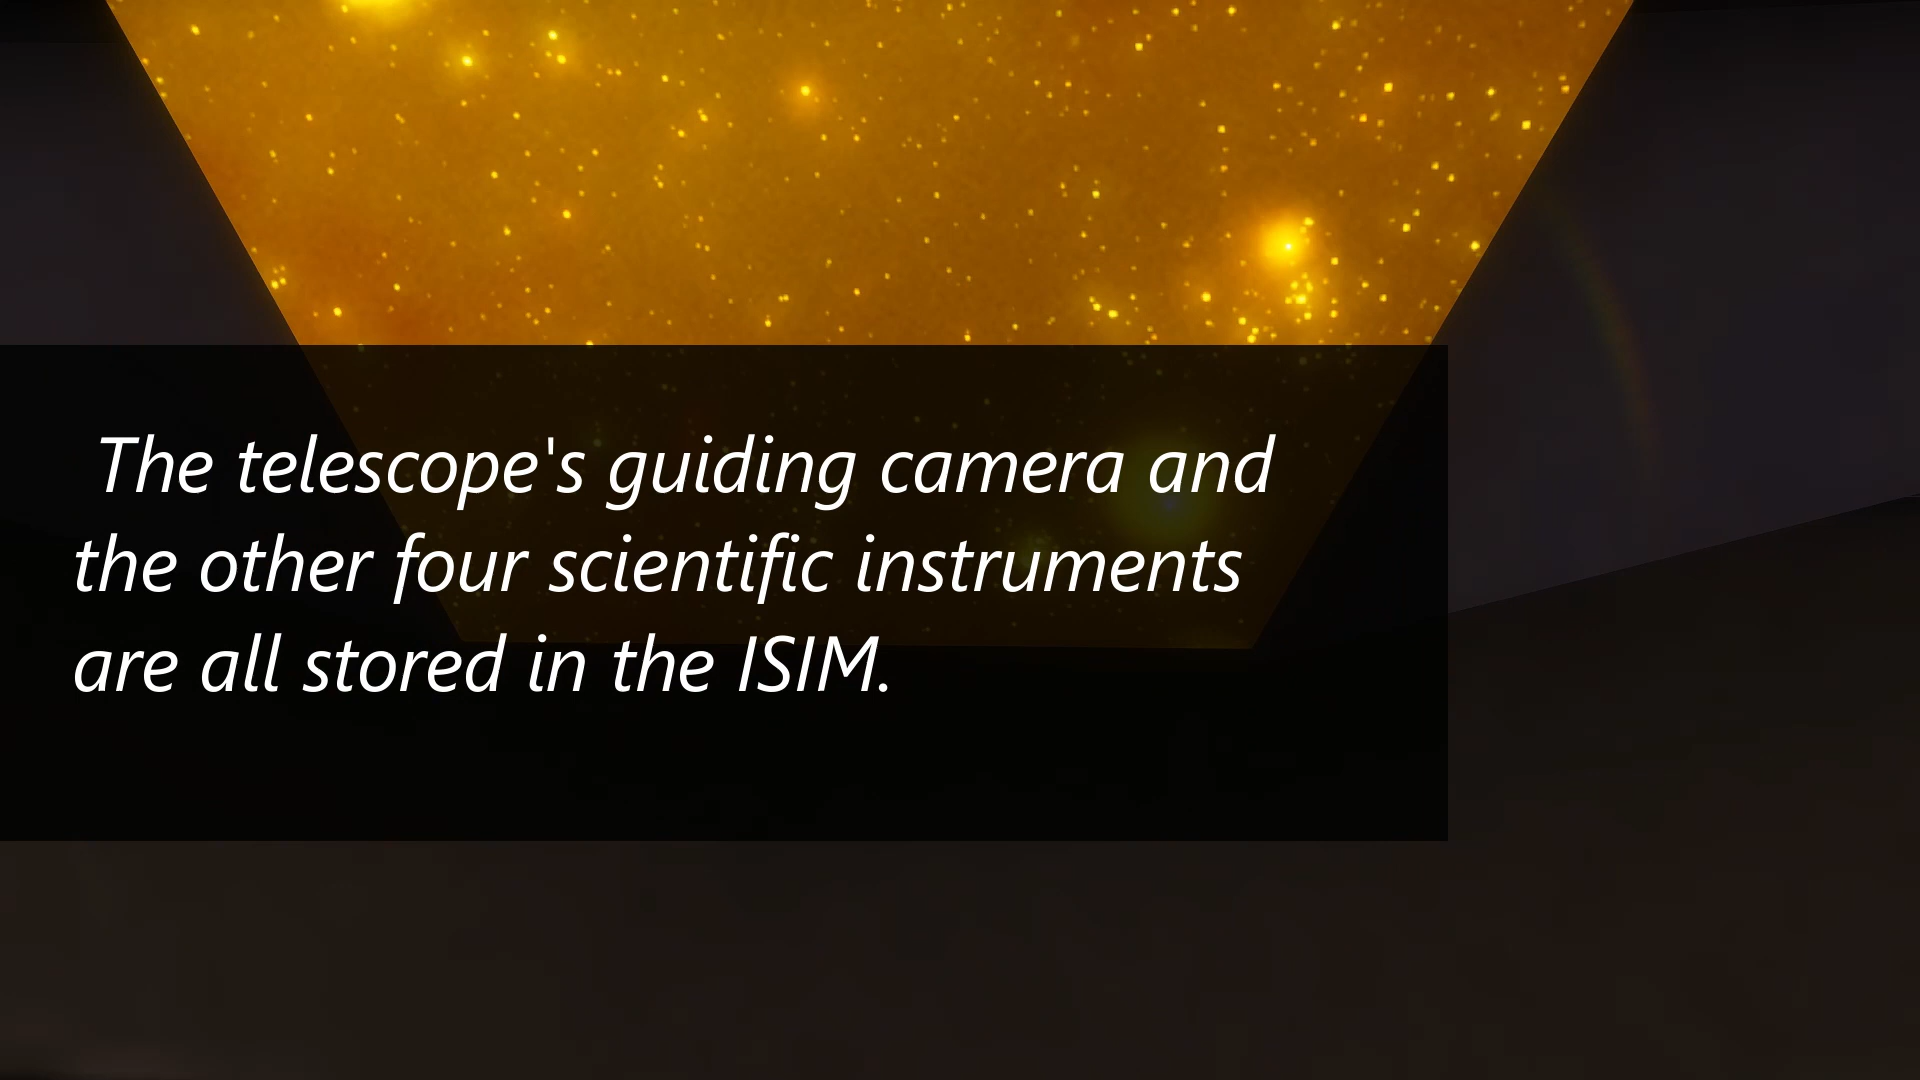 The telescope's guiding camera and
the other four scientific instruments
are all stored in the ISIM.